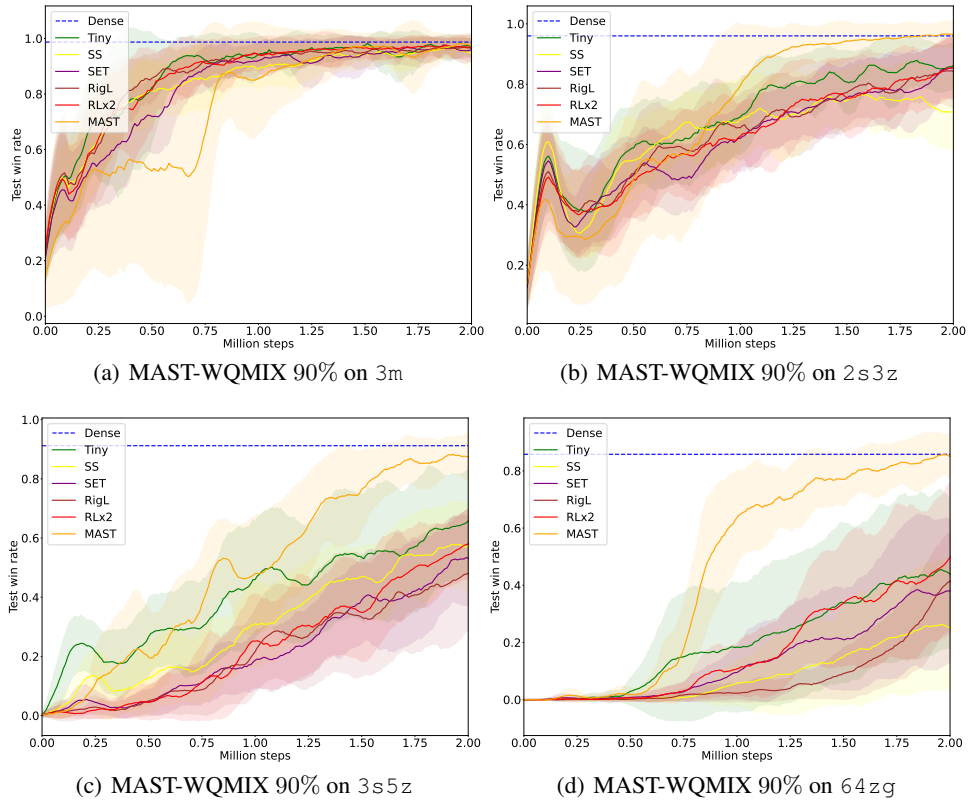 Test win rate
1.0
0.8
0.6
0.4
0.2
0.0
Dense
Tiny
SS
SET
RigL
RLx2
MAST
0.00 0.25 0.50 0.75 1.00 1.25 1.50 1.75 2.00
Million steps
(a) MAST-WQMIX 90% on 3m
Test win rate
1.0
0.8
0.6
0.4
0.2
Dense
Tiny
SS
SET
RigL
RLx2
MAST
0.00 0.25 0.50 0.75 1.00 1.25 1.50 1.75 2.00
Million steps
(b) MAST-WQMIX 90% on 2s3z
Test win rate
1.0
0.8
0.6
0.4
0.2
0.0
Dense
Tiny
SS
SET
RigL
RLx2
MAST
0.00 0.25 0.50 0.75 1.00 1.25 1.50 1.75 2.00
Million steps
(c) MAST-WQMIX 90% on 3s5z
Test win rate
0.8
0.6
0.4
0.2
0.0
Dense
Tiny
SS
SET
RigL
RLx2
MAST
0.00 0.25 0.50 0.75 1.00 1.25 1.50 1.75 2.00
Million steps
(d) MAST-WQMIX 90% on 64zg